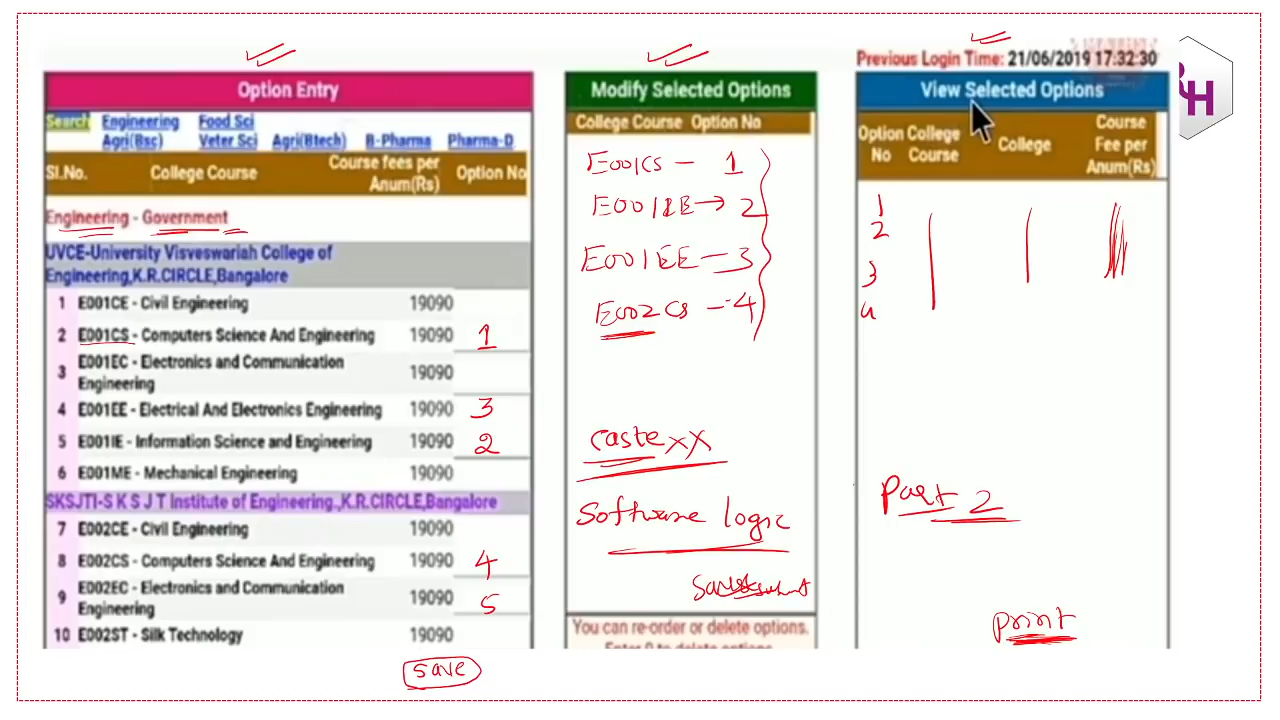 Previous Login Time: 21/06/2019 17:32:30
H
Option Entry
Search Engineering Food Sci
Agri(Bsc) Veter Sci Agri(Btech) B-Pharma Pharma-D
Sl.No. College Course Course fees per Anum(Rs) Option No
Engineering - Government
UVCE-University Visveswariah College of
Engineering,K.R.CIRCLE,Bangalore
1 E001CE - Civil Engineering 19090
2 E001CS - Computers Science And Engineering 19090 1
3 E001EC - Electronics and Communication
Engineering 19090
4 E001EE - Electrical And Electronics Engineering 19090 3
5 E001IE - Information Science and Engineering 19090 2
6 E001ME - Mechanical Engineering 19090
SKSJTI-S K S J T Institute of Engineering.,K.R.CIRCLE,Bangalore
7 E002CE - Civil Engineering 19090
8 E002CS - Computers Science And Engineering 19090 4
9 E002EC - Electronics and Communication
Engineering 19090 5
10 E002ST - Silk Technology 19090
save
Modify Selected Options
College Course Option No
E001CS - 1
E001IE → 2
E001EE - 3
E002CS - 4
caste xx
Software logic
You can re-order or delete options.
Enter 0 to delete options
View Selected Options
Option No College Course College Course Fee per Anum(Rs)
1
2
3
4
Part 2
print